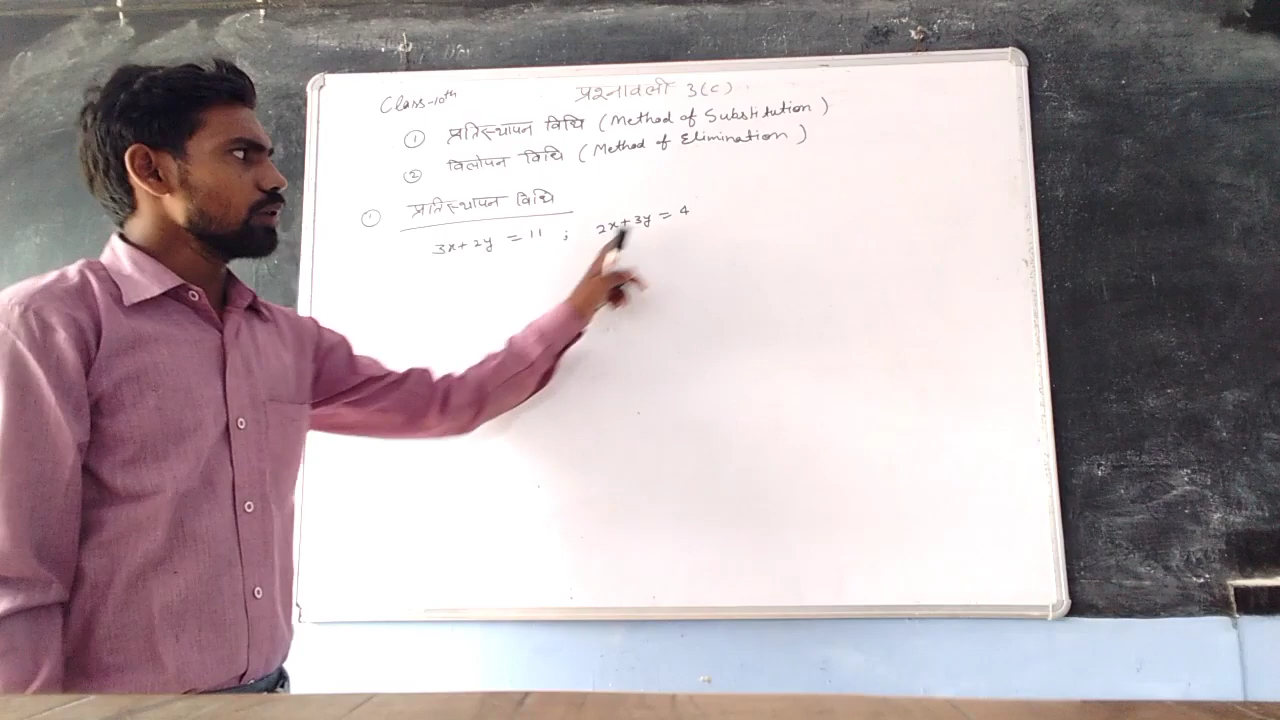 Class-10th
प्रश्नावली 3(c)
① प्रतिस्थापन विधि (Method of Substitution)
② विलोपन विधि (Method of Elimination)
① प्रतिस्थापन विधि
3x+2y = 11 ; 2x+3y = 4